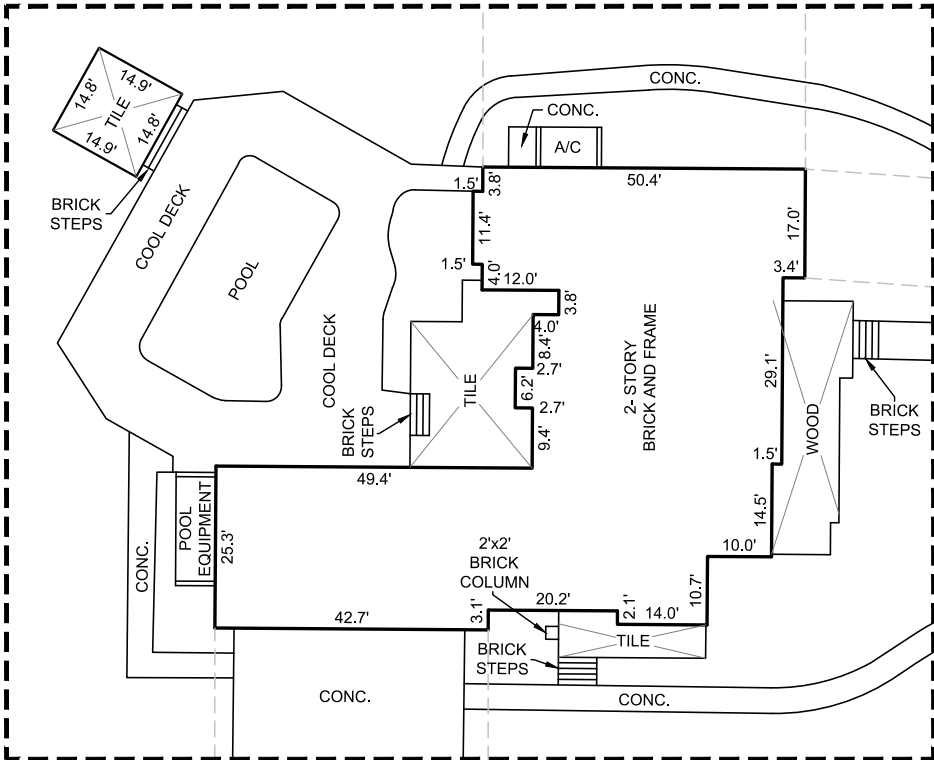 CONC.
CONC.
A/C
14.9'
14.8'
TILE
14.8'
14.9'
BRICK
STEPS
COOL DECK
POOL
COOL DECK
1.5'
3.8'
50.4'
11.4'
17.0'
1.5'
4.0'
12.0'
3.4'
3.8'
4.0'
8.4'
2.7'
6.2'
2.7'
9.4'
TILE
BRICK
STEPS
2- STORY
BRICK AND FRAME
29.1'
WOOD
BRICK
STEPS
49.4'
1.5'
14.5'
POOL
EQUIPMENT
25.3'
CONC.
2'x2'
BRICK
COLUMN
10.0'
10.7'
20.2'
2.1'
14.0'
42.7'
3.1'
TILE
BRICK
STEPS
CONC.
CONC.